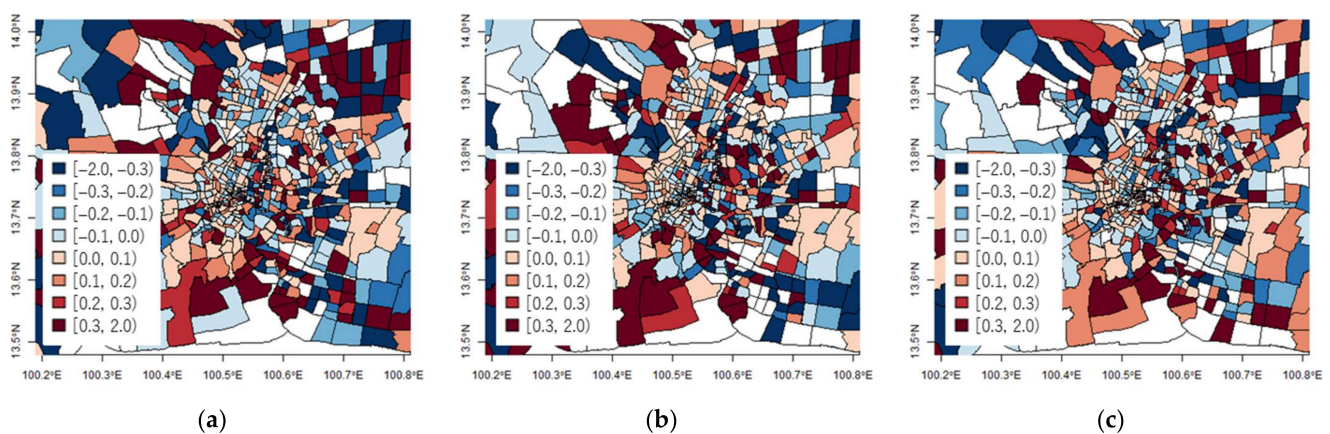 14.0°N
13.9°N
13.8°N
13.7°N
13.6°N
13.5°N
[−2.0, −0.3)
[−0.3, −0.2)
[−0.2, −0.1)
[−0.1, 0.0)
[0.0, 0.1)
[0.1, 0.2)
[0.2, 0.3)
[0.3, 2.0)
100.2°E 100.3°E 100.4°E 100.5°E 100.6°E 100.7°E 100.8°E
(a)
14.0°N
13.9°N
13.8°N
13.7°N
13.6°N
13.5°N
[−2.0, −0.3)
[−0.3, −0.2)
[−0.2, −0.1)
[−0.1, 0.0)
[0.0, 0.1)
[0.1, 0.2)
[0.2, 0.3)
[0.3, 2.0)
100.2°E 100.3°E 100.4°E 100.5°E 100.6°E 100.7°E 100.8°E
(b)
14.0°N
13.9°N
13.8°N
13.7°N
13.6°N
13.5°N
[−2.0, −0.3)
[−0.3, −0.2)
[−0.2, −0.1)
[−0.1, 0.0)
[0.0, 0.1)
[0.1, 0.2)
[0.2, 0.3)
[0.3, 2.0)
100.2°E 100.3°E 100.4°E 100.5°E 100.6°E 100.7°E 100.8°E
(c)